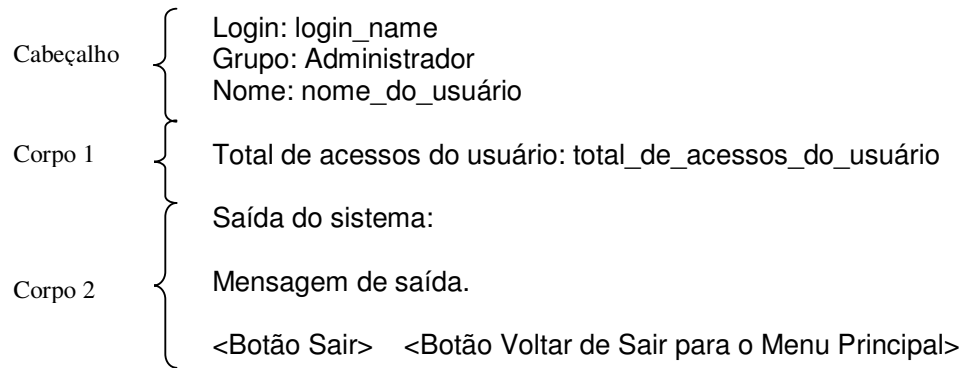 Cabeçalho
Login: login_name
Grupo: Administrador
Nome: nome_do_usuário
Corpo 1
Total de acessos do usuário: total_de_acessos_do_usuário
Corpo 2
Saída do sistema:
Mensagem de saída.
<Botão Sair> <Botão Voltar de Sair para o Menu Principal>